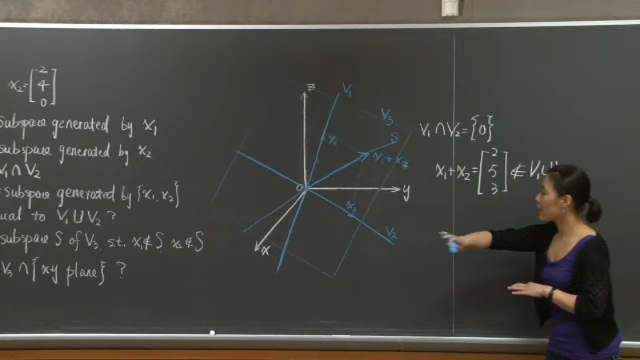 x₂ = [2 4 0]
Subspace generated by x₁
subspace generated by x₂
V₁ ∩ V₂
subspace generated by {x₁, x₂}
ual to V₁ ∪ V₂ ?
subspace S of V₃, s.t. x₁ ∉ S, x₂ ∉ S
V₃ ∩ {xy plane} ?
z
V₁
V₃
x₁
S
x₁ + x₂
0
y
x₂
V₂
x
V₁ ∩ V₂ = {0}
x₁ + x₂ = [2 5 3] ∉ V₁ ∪